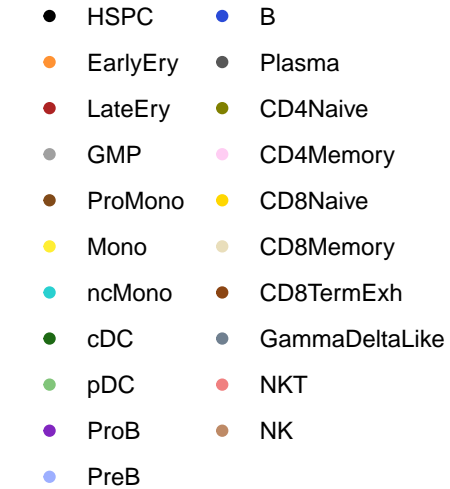 HSPC
EarlyEry
LateEry
GMP
ProMono
Mono
ncMono
cDC
pDC
ProB
PreB
B
Plasma
CD4Naive
CD4Memory
CD8Naive
CD8Memory
CD8TermExh
GammaDeltaLike
NKT
NK